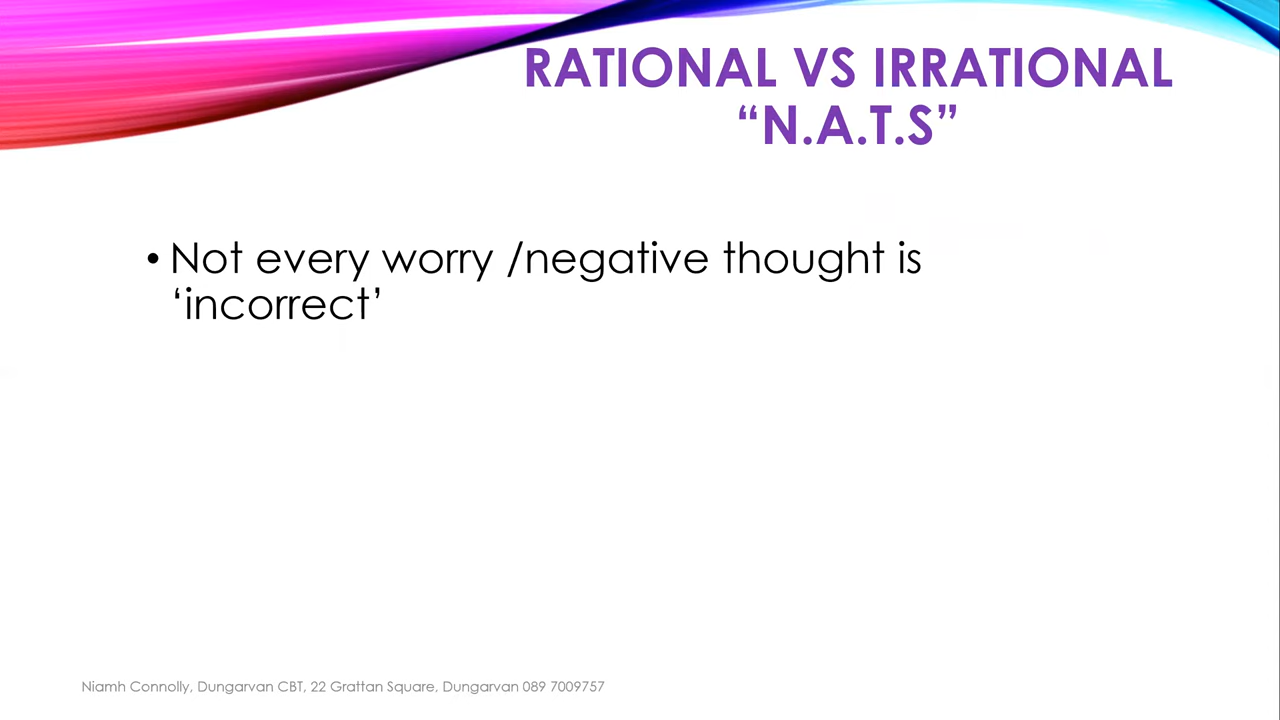 RATIONAL VS IRRATIONAL
“N.A.T.S”
• Not every worry /negative thought is
‘incorrect’
Niamh Connolly, Dungarvan CBT, 22 Grattan Square, Dungarvan 089 7009757